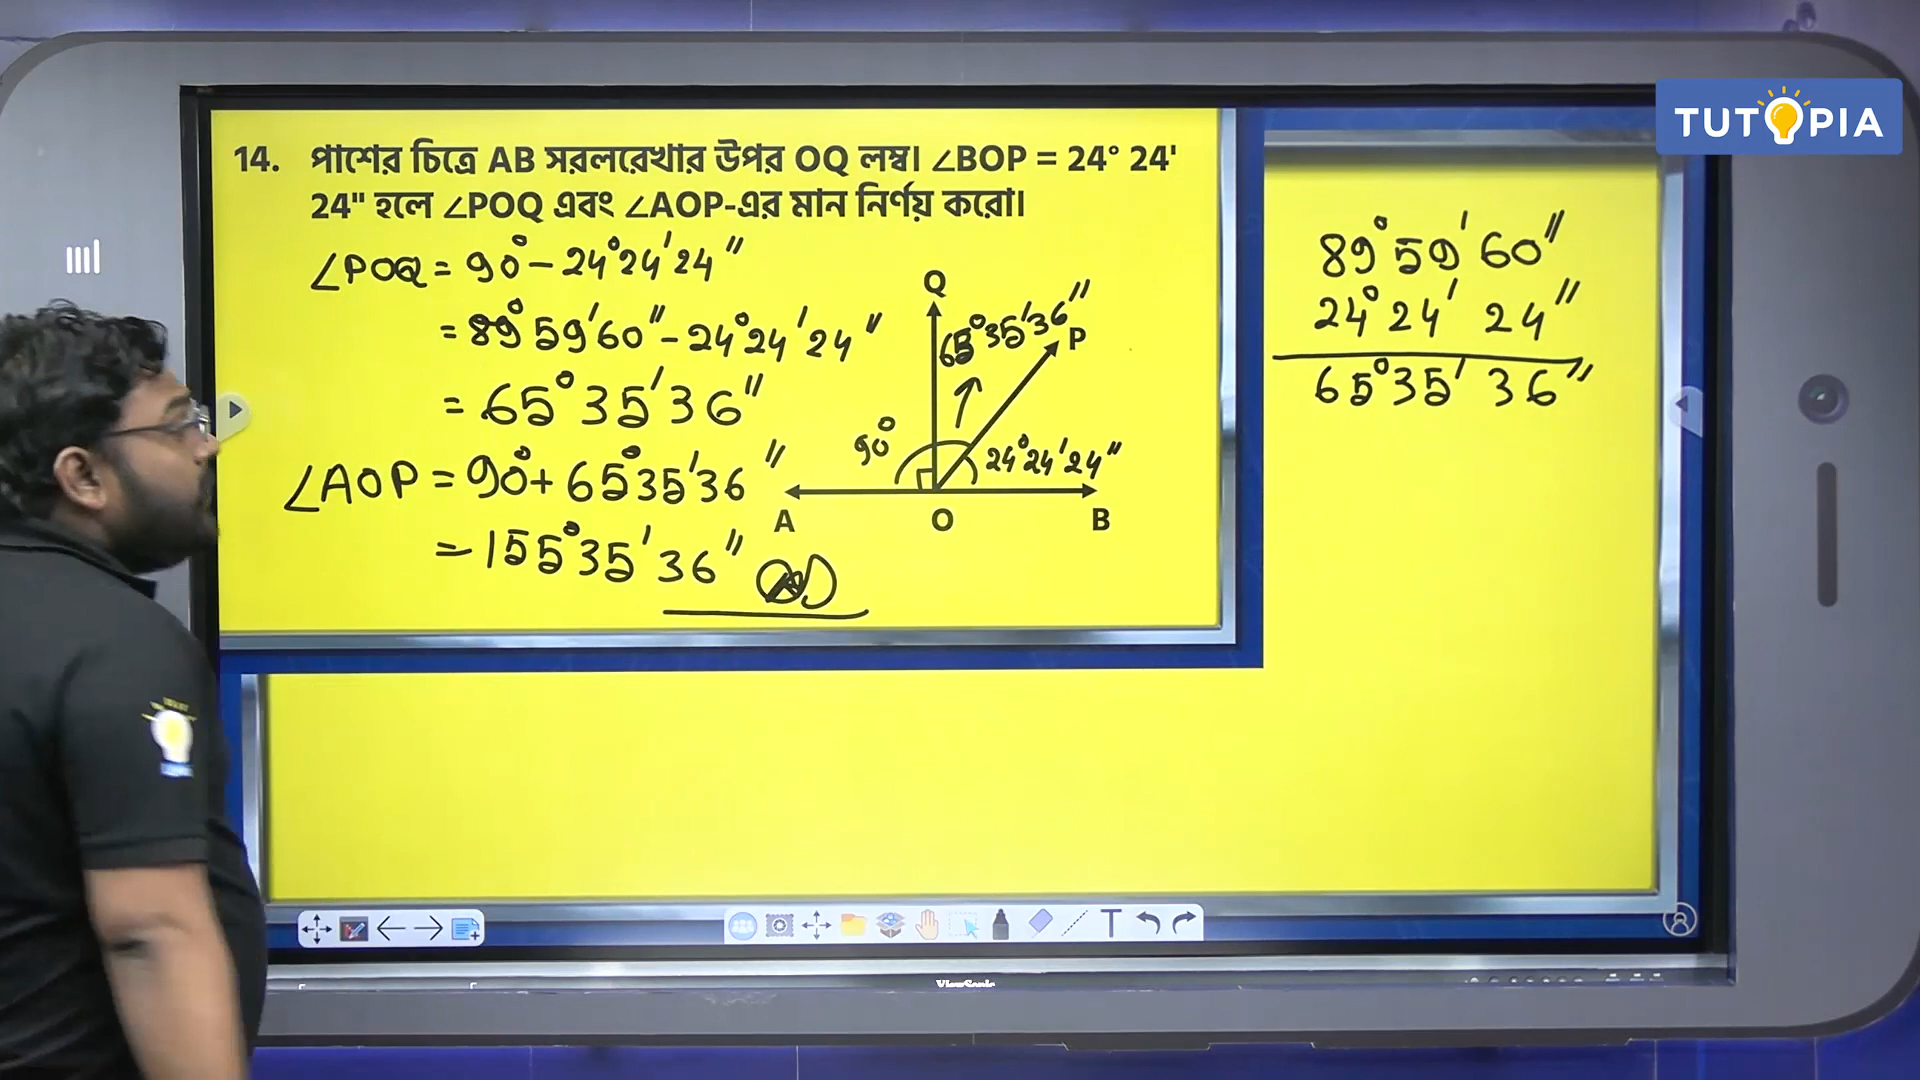 TUTOPIA
14. পাশের চিত্রে AB সরলরেখার উপর OQ লম্ব। ∠BOP = 24° 24'
24" হলে ∠POQ এবং ∠AOP-এর মান নির্ণয় করো।
∠POQ = 90° - 24°24'24"
= 89°59'60" - 24°24'24"
= 65°35'36"
∠AOP = 90° + 65°35'36"
= 155°35'36"
Q
65°35'36"
P
90°
24°24'24"
A
O
B
89°59'60"
24°24'24"
65°35'36"
T
ViewSonic